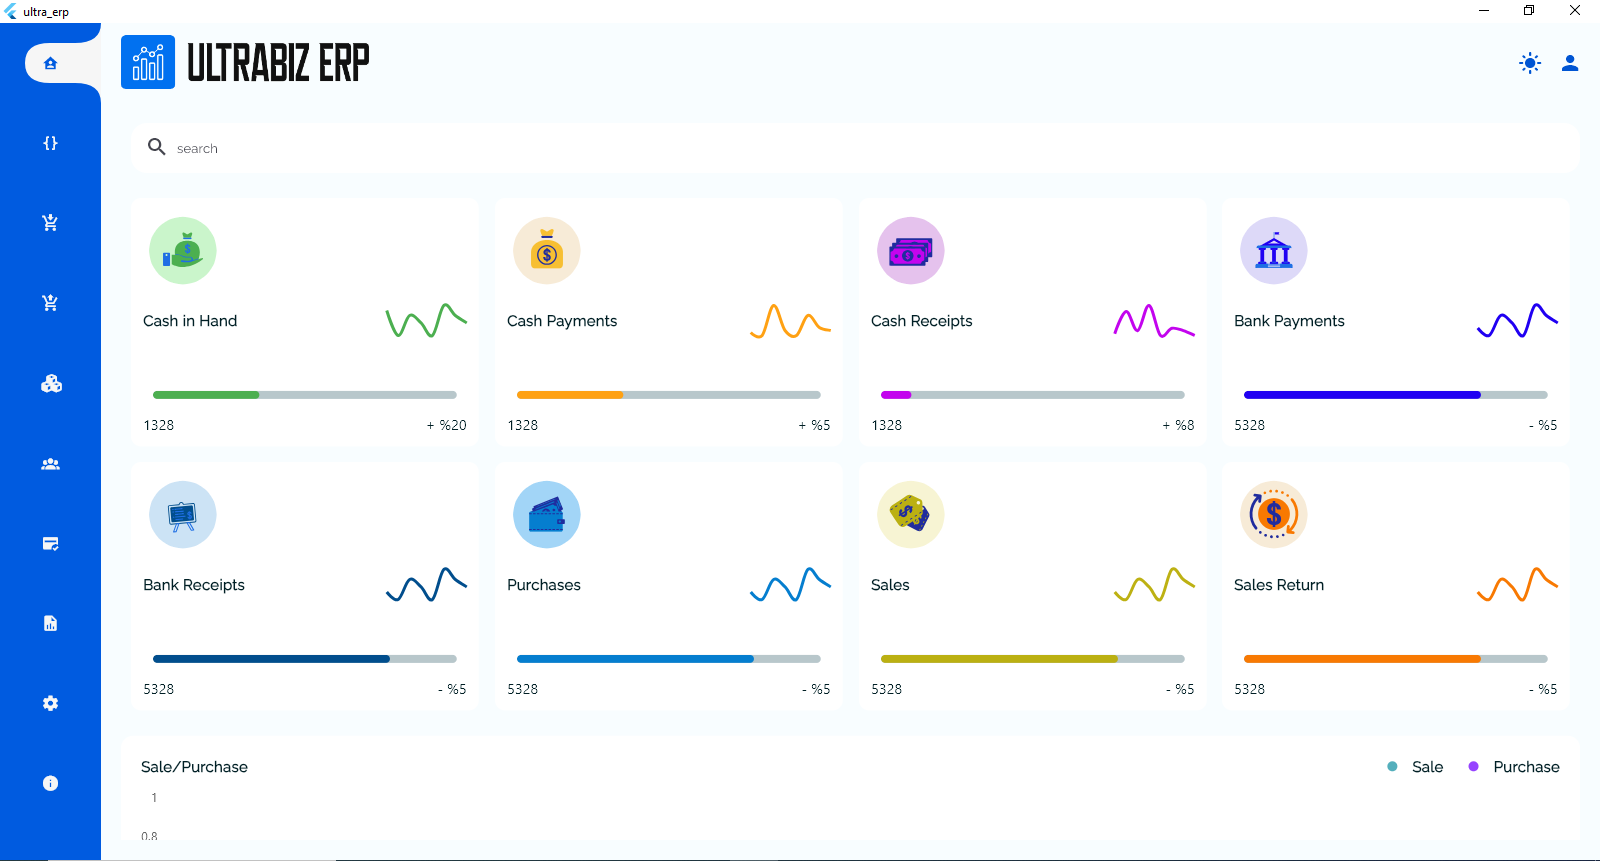 ultra_erp
ULTRABIZ ERP
search
Cash in Hand
1328 + %20
Cash Payments
1328 + %5
Cash Receipts
1328 + %8
Bank Payments
5328 - %5
Bank Receipts
5328 - %5
Purchases
5328 - %5
Sales
5328 - %5
Sales Return
5328 - %5
Sale/Purchase
Sale Purchase
1
0.8